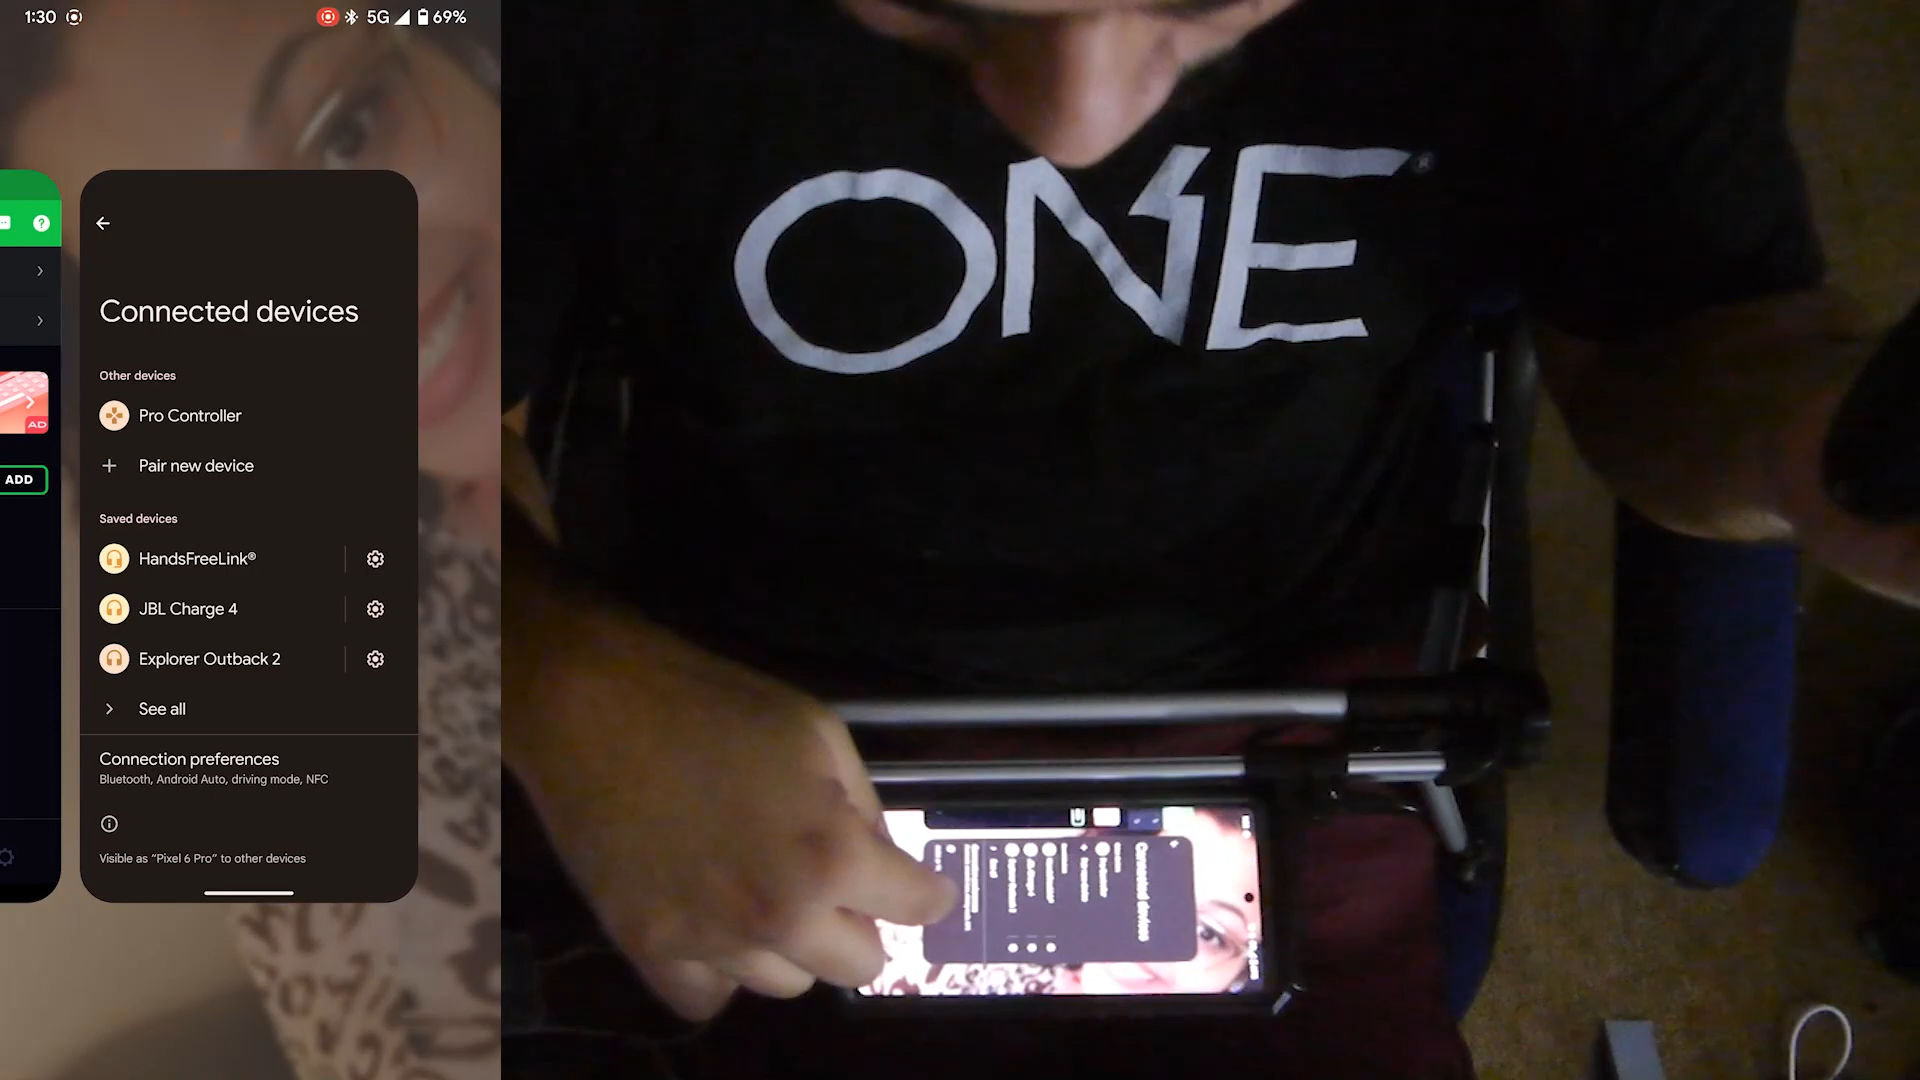 1:30
5G
69%
AD
ADD
Connected devices
Other devices
Pro Controller
Pair new device
Saved devices
HandsFreeLink®
JBL Charge 4
Explorer Outback 2
See all
Connection preferences
Bluetooth, Android Auto, driving mode, NFC
Visible as “Pixel 6 Pro” to other devices
ONE®
Connected devices